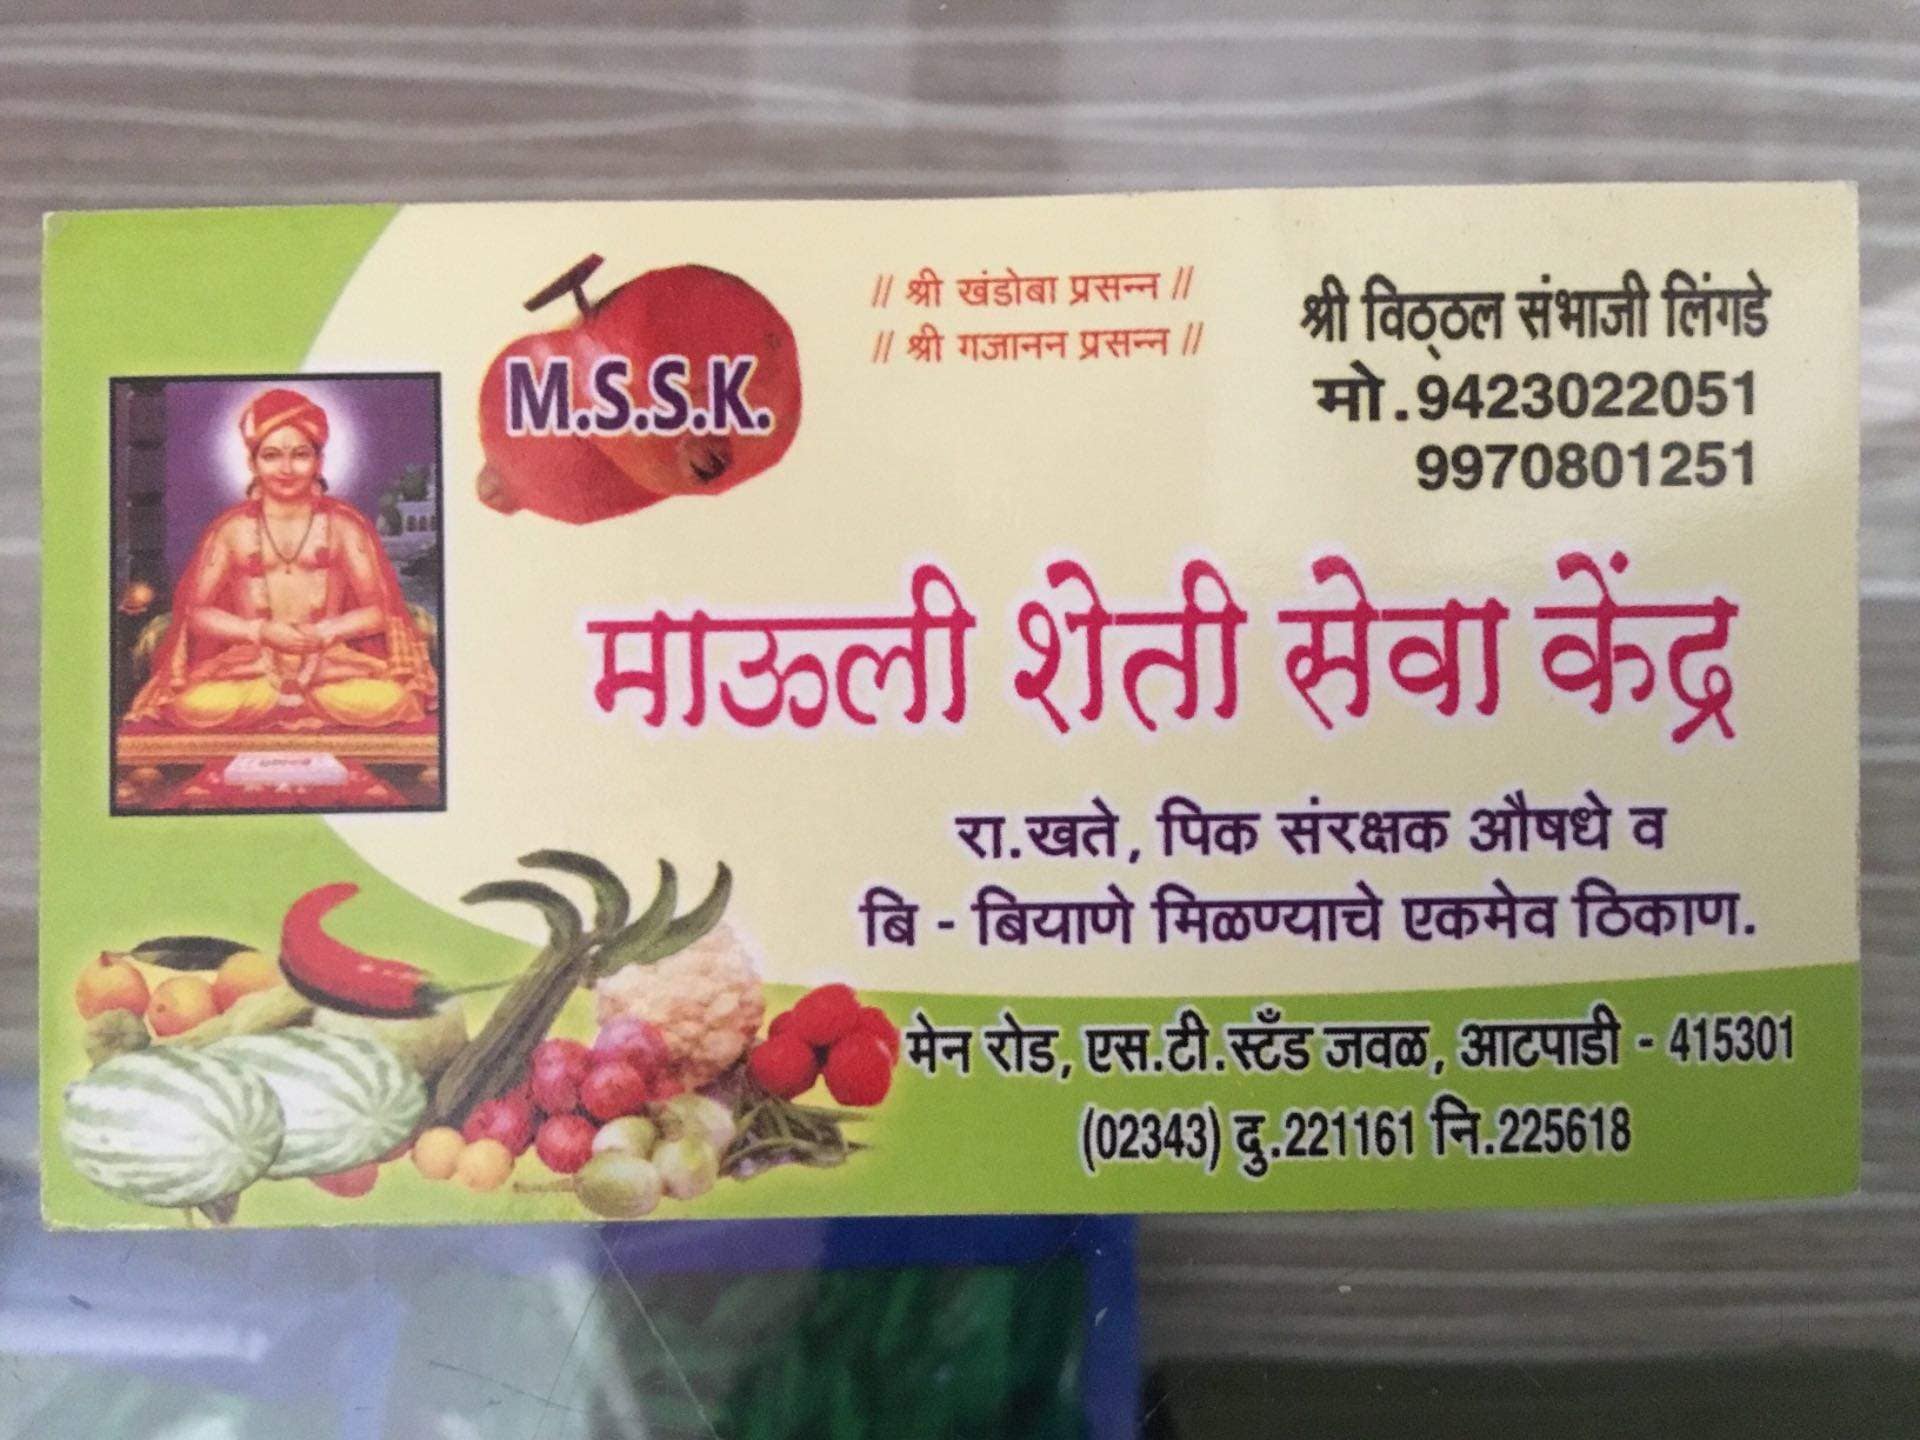 // श्री खंडोबा प्रसन्न //
// श्री गजानन प्रसन्न //
श्री विठ्ठल संभाजी लिंगडे
मो.9423022051
9970801251
M.S.S.K.
माऊली शेती सेवा केंद्र
रा.खते, पिक संरक्षक औषधे व
बि - बियाणे मिळण्याचे एकमेव ठिकाण.
मेन रोड, एस.टी.स्टँड जवळ, आटपाडी - 415301
(02343) दु.221161 नि.225618